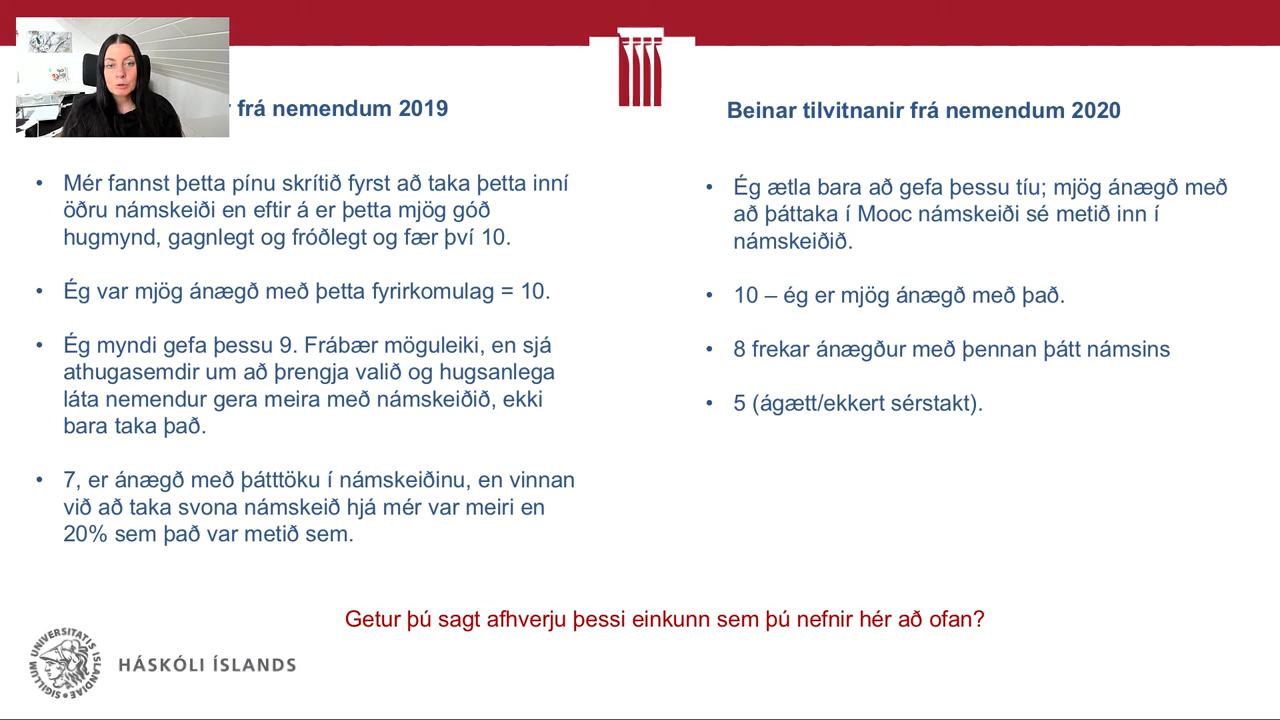 frá nemendum 2019
Mér fannst þetta pínu skrítið fyrst að taka þetta inní
öðru námskeiði en eftir á er þetta mjög góð
hugmynd, gagnlegt og fróðlegt og fær því 10.
Ég var mjög ánægð með þetta fyrirkomulag = 10.
Ég myndi gefa þessu 9. Frábær möguleiki, en sjá
athugasemdir um að þrengja valið og hugsanlega
láta nemendur gera meira með námskeiðið, ekki
bara taka það.
7, er ánægð með þátttöku í námskeiðinu, en vinnan
við að taka svona námskeið hjá mér var meiri en
20% sem það var metið sem.
Beinar tilvitnanir frá nemendum 2020
Ég ætla bara að gefa þessu tíu; mjög ánægð með
að þáttaka í Mooc námskeiði sé metið inn í
námskeiðið.
10 – ég er mjög ánægð með það.
8 frekar ánægður með þennan þátt námsins
5 (ágætt/ekkert sérstakt).
Getur þú sagt afhverju þessi einkunn sem þú nefnir hér að ofan?
SIGILLUM UNIVERSITATIS ISLANDIAE
HÁSKÓLI ÍSLANDS